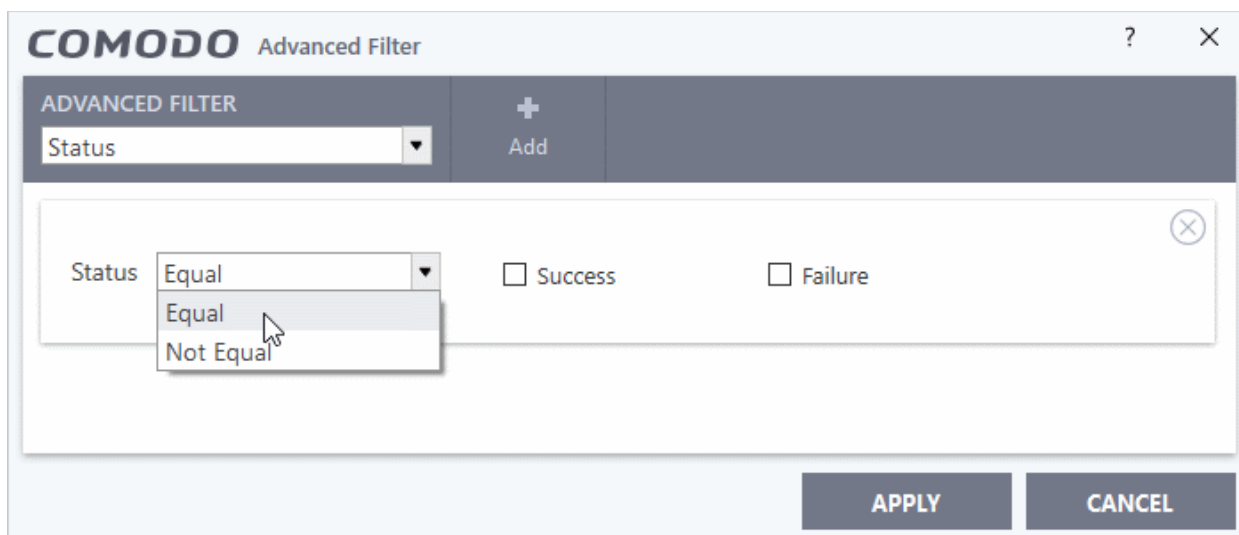 COMODO Advanced Filter ?
ADVANCED FILTER
Status
Add
Status Equal Success Failure
Equal
Not Equal
APPLY CANCEL